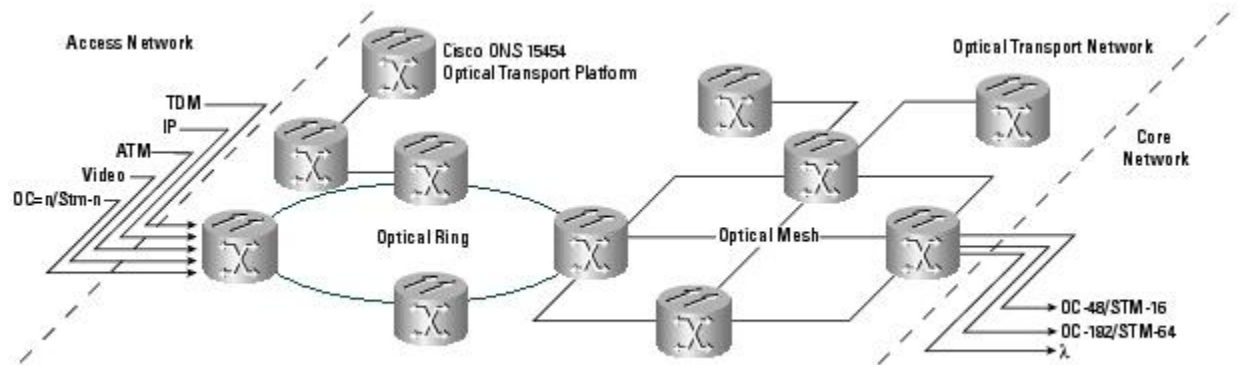 Access Network
Cisco ONS 15454
Optical Transport Platform
Optical Transport Network
TDM
IP
ATM
Video
OC=n/Stm-n
Core
Network
Optical Ring
Optical Mesh
OC-48/STM-16
OC-192/STM-64
λ